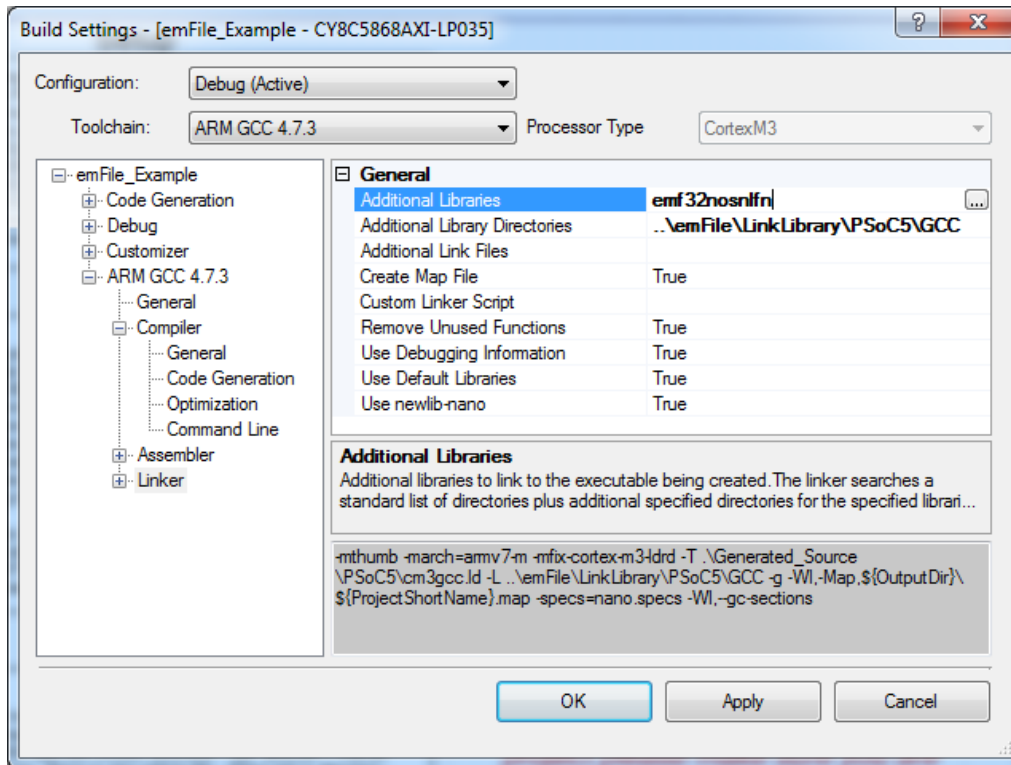 Build Settings - [emFile_Example - CY8C5868AXI-LP035]
Configuration: Debug (Active)
Toolchain: ARM GCC 4.7.3 Processor Type CortexM3
emFile_Example
Code Generation
Debug
Customizer
ARM GCC 4.7.3
General
Compiler
General
Code Generation
Optimization
Command Line
Assembler
Linker
General
Additional Libraries emf32nosnlfn ...
Additional Library Directories ..\emFile\LinkLibrary\PSoC5\GCC
Additional Link Files
Create Map File True
Custom Linker Script
Remove Unused Functions True
Use Debugging Information True
Use Default Libraries True
Use newlib-nano True
Additional Libraries
Additional libraries to link to the executable being created.The linker searches a
standard list of directories plus additional specified directories for the specified librari...
-mthumb -march=armv7-m -mfix-cortex-m3-ldrd -T .\Generated_Source
\PSoC5\cm3gcc.ld -L ..\emFile\LinkLibrary\PSoC5\GCC -g -Wl,-Map,${OutputDir}\
${ProjectShortName}.map -specs=nano.specs -Wl,--gc-sections
OK Apply Cancel